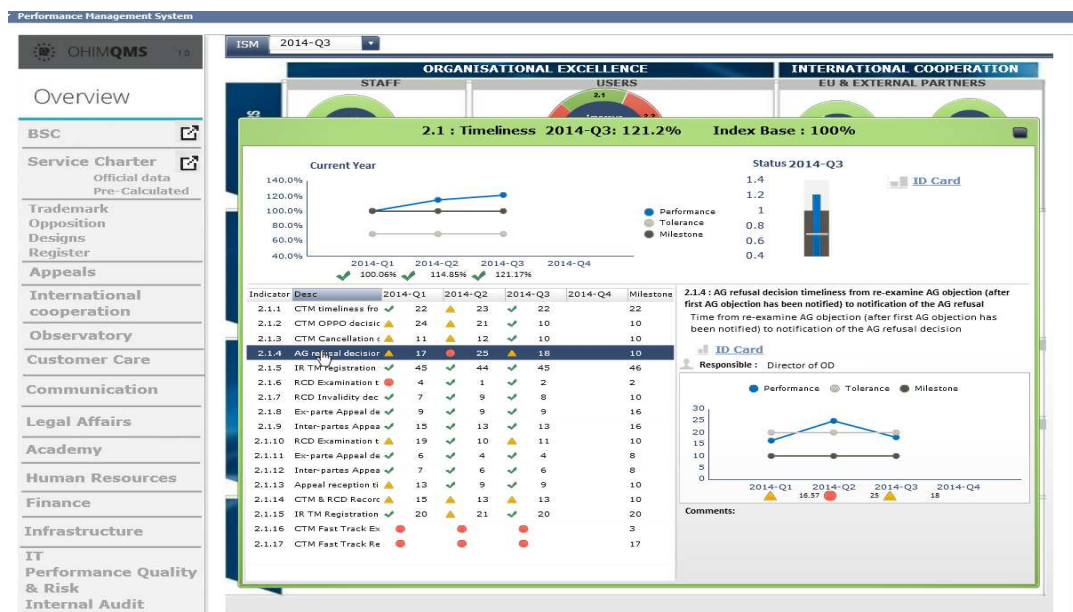 Performance Management System
OHIMQMS 1.0
Overview
BSC
Service Charter
Official data
Pre-Calculated
Trademark
Opposition
Designs
Register
Appeals
International
cooperation
Observatory
Customer Care
Communication
Legal Affairs
Academy
Human Resources
Finance
Infrastructure
IT
Performance Quality
& Risk
Internal Audit
ISM 2014-Q3
ORGANISATIONAL EXCELLENCE INTERNATIONAL COOPERATION
STAFF USERS EU & EXTERNAL PARTNERS
2.1
2.1 : Timeliness 2014-Q3: 121.2% Index Base : 100%
Current Year
140.0%
120.0%
100.0%
80.0%
60.0%
40.0%
2014-Q1 2014-Q2 2014-Q3 2014-Q4
100.06% 114.85% 121.17%
Performance
Tolerance
Milestone
Status 2014-Q3
1.4
1.2
1
0.8
0.6
0.4
ID Card
Indicator Desc 2014-Q1 2014-Q2 2014-Q3 2014-Q4 Milestone
2.1.1 CTM timeliness fro 22 23 22 22
2.1.2 CTM OPPO decisic 24 21 10 10
2.1.3 CTM Cancellation c 11 12 10 10
2.1.4 AG refusal decision 17 25 18 10
2.1.5 IR TM registration 45 44 45 46
2.1.6 RCD Examination t 4 1 2 2
2.1.7 RCD Invalidity dec 7 9 8 10
2.1.8 Ex-parte Appeal de 9 9 9 16
2.1.9 Inter-partes Appea 15 13 13 16
2.1.10 RCD Examination t 19 10 11 10
2.1.11 Ex-parte Appeal de 6 4 4 8
2.1.12 Inter-partes Appea 7 6 6 8
2.1.13 Appeal reception ti 13 9 9 10
2.1.14 CTM & RCD Recorc 15 13 13 10
2.1.15 IR TM Registration 20 21 20 20
2.1.16 CTM Fast Track Ex 3
2.1.17 CTM Fast Track Re 17
2.1.4 : AG refusal decision timeliness from re-examine AG objection (after
first AG objection has been notified) to notification of the AG refusal
Time from re-examine AG objection (after first AG objection has
been notified) to notification of the AG refusal decision
ID Card
Responsible : Director of OD
Performance Tolerance Milestone
30
25
20
15
10
5
0
2014-Q1 2014-Q2 2014-Q3 2014-Q4
16.57 25 18
Comments: